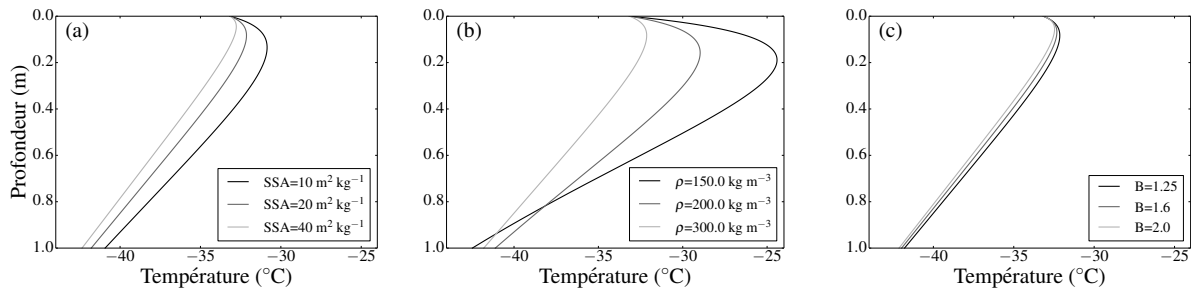 (a)
Profondeur (m)
0.0
0.2
0.4
0.6
0.8
1.0
SSA=10 m² kg⁻¹
SSA=20 m² kg⁻¹
SSA=40 m² kg⁻¹
−40 −35 −30 −25
Température (°C)
(b)
0.0
0.2
0.4
0.6
0.8
1.0
ρ=150.0 kg m⁻³
ρ=200.0 kg m⁻³
ρ=300.0 kg m⁻³
−40 −35 −30 −25
Température (°C)
(c)
0.0
0.2
0.4
0.6
0.8
1.0
B=1.25
B=1.6
B=2.0
−40 −35 −30 −25
Température (°C)